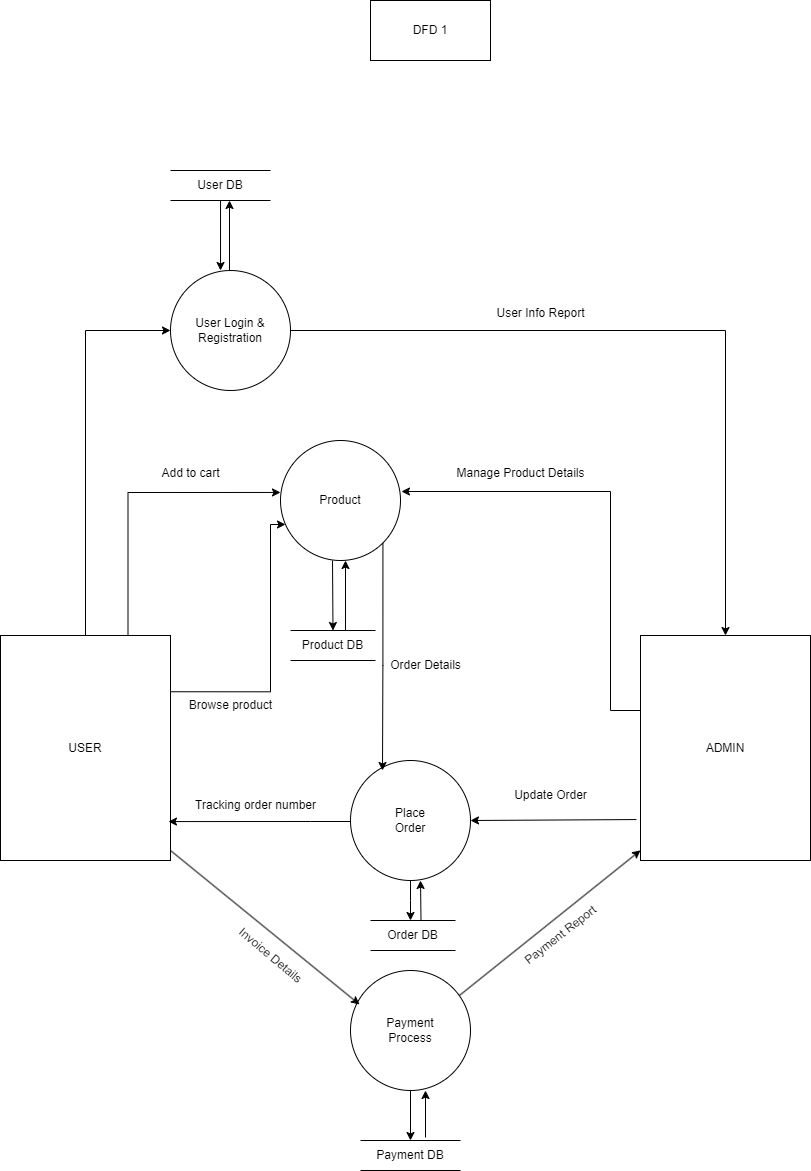 DFD 1
User DB
User Login &
Registration
User Info Report
Add to cart
Product
Manage Product Details
Product DB
Order Details
Browse product
USER
ADMIN
Tracking order number
Place
Order
Update Order
Order DB
Invoice Details
Payment Report
Payment
Process
Payment DB